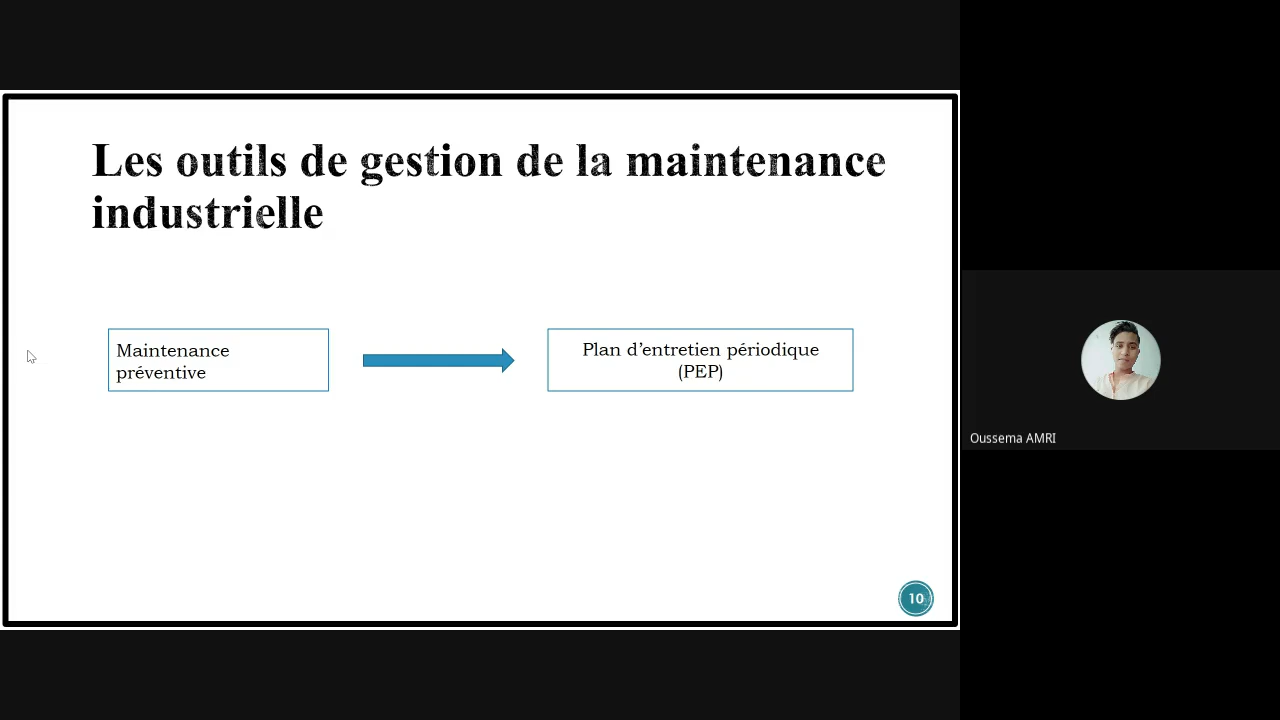 Les outils de gestion de la maintenance
industrielle
Maintenance
préventive
Plan d’entretien périodique
(PEP)
10
Oussema AMRI